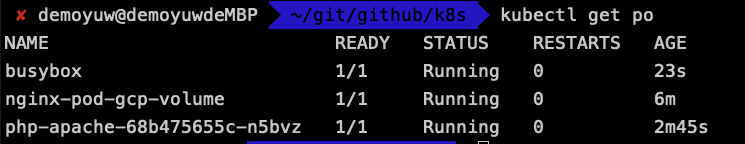 ✘ demoyuw@demoyuwdeMBP ~/git/github/k8s kubectl get po
NAME READY STATUS RESTARTS AGE
busybox 1/1 Running 0 23s
nginx-pod-gcp-volume 1/1 Running 0 6m
php-apache-68b475655c-n5bvz 1/1 Running 0 2m45s